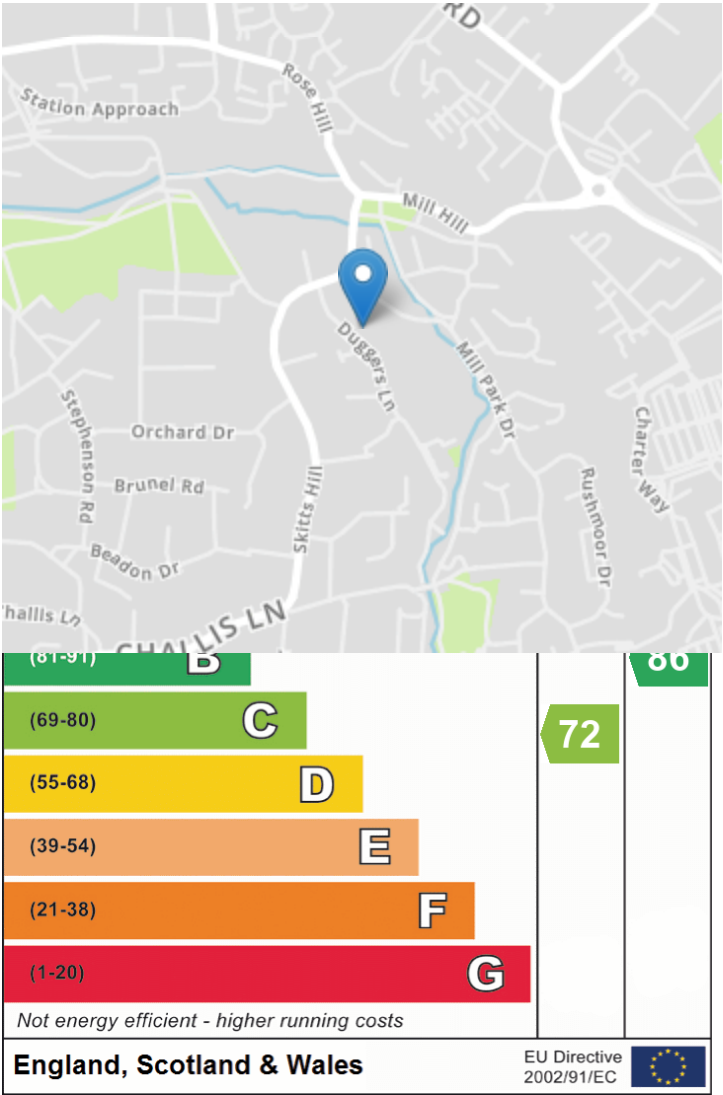 RD
Rose Hill
Station Approach
Mill Hill
Duggers Ln
Mill Park Dr
Stephenson Rd
Orchard Dr
Charter Way
Brunel Rd
Skitts Hill
Rushmoor Dr
Beadon Dr
hallis Ln
CHALLIS LN
(81-91) B 86
(69-80) C 72
(55-68) D
(39-54) E
(21-38) F
(1-20) G
Not energy efficient - higher running costs
England, Scotland & Wales
EU Directive
2002/91/EC